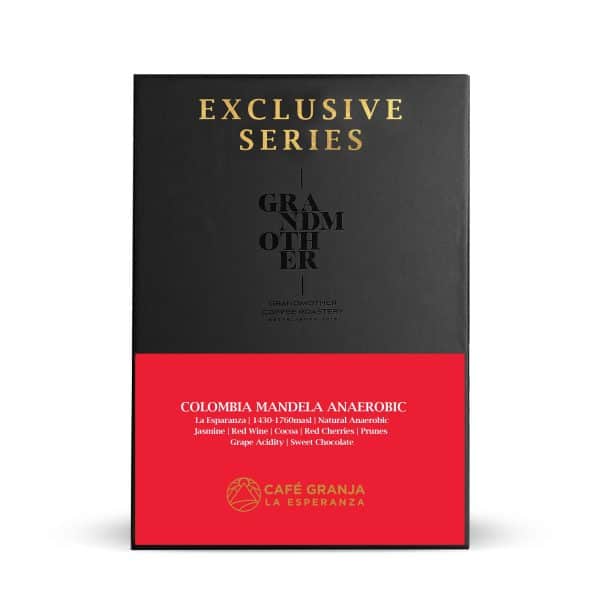 EXCLUSIVE
SERIES
GRA
NDM
OTH
ER
GRANDMOTHER
COFFEE ROASTERY
COLOMBIA MANDELA ANAEROBIC
La Esparanza | 1430-1760masl | Natural Anaerobic
Jasmine | Red Wine | Cocoa | Red Cherries | Prunes
Grape Acidity | Sweet Chocolate
CAFÉ GRANJA
LA ESPERANZA